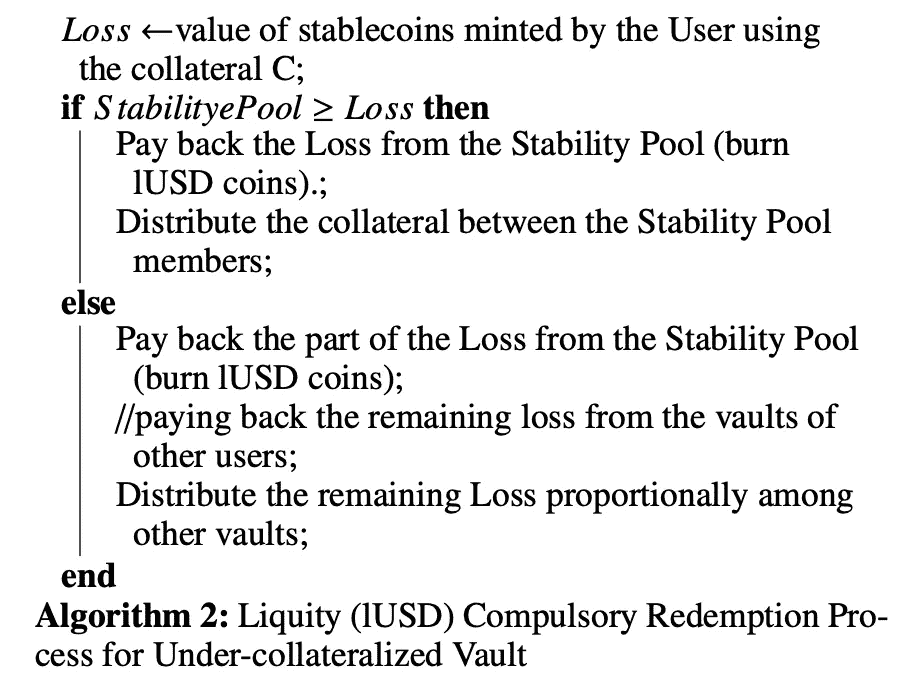 Loss ←value of stablecoins minted by the User using
the collateral C;
if StabilityePool ≥ Loss then
Pay back the Loss from the Stability Pool (burn
lUSD coins).;
Distribute the collateral between the Stability Pool
members;
else
Pay back the part of the Loss from the Stability Pool
(burn lUSD coins);
//paying back the remaining loss from the vaults of
other users;
Distribute the remaining Loss proportionally among
other vaults;
end
Algorithm 2: Liquity (lUSD) Compulsory Redemption Pro-
cess for Under-collateralized Vault